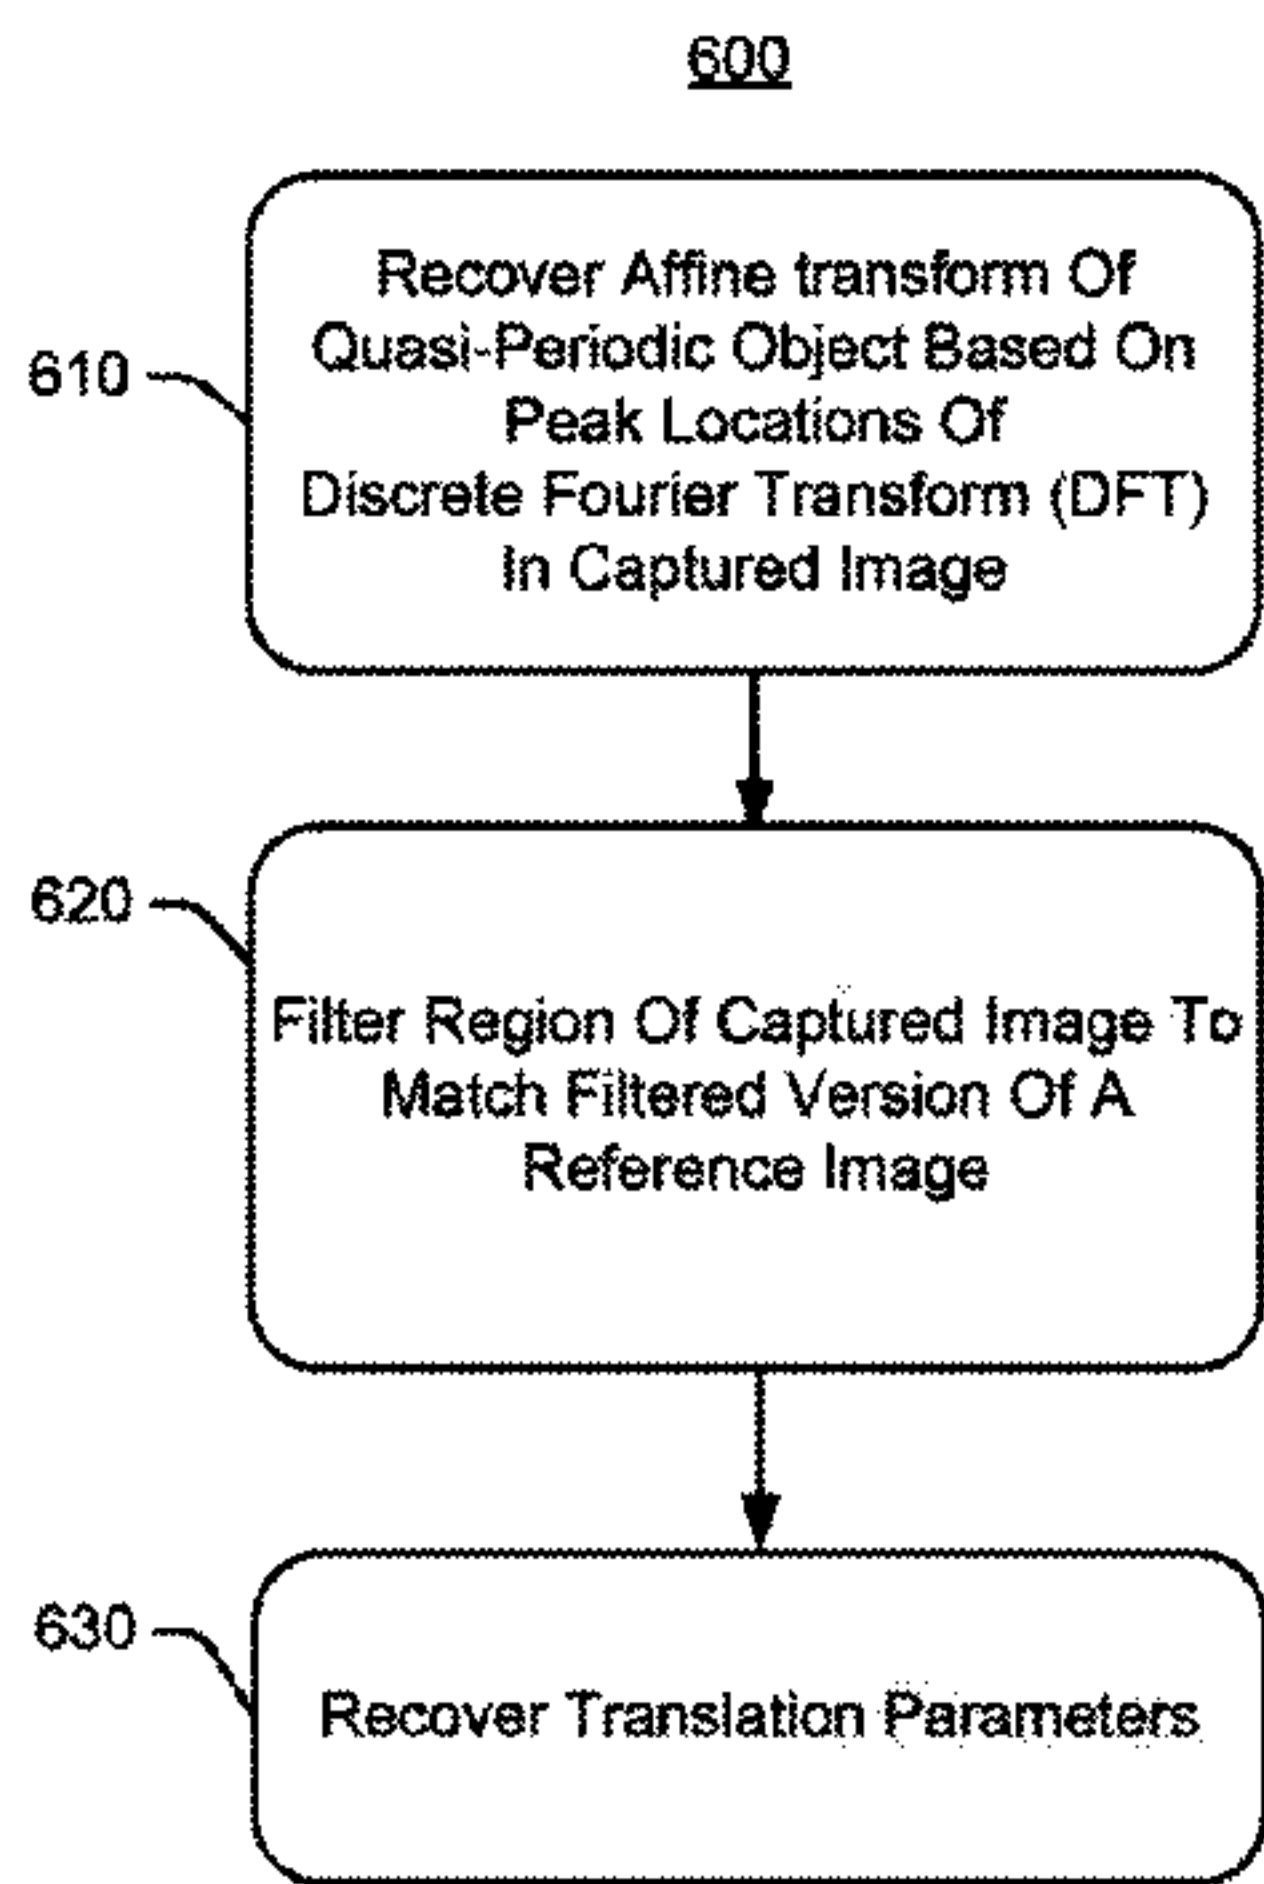 600
610
Recover Affine transform Of
Quasi-Periodic Object Based On
Peak Locations Of
Discrete Fourier Transform (DFT)
In Captured Image
620
Filter Region Of Captured Image To
Match Filtered Version Of A
Reference Image
630
Recover Translation Parameters